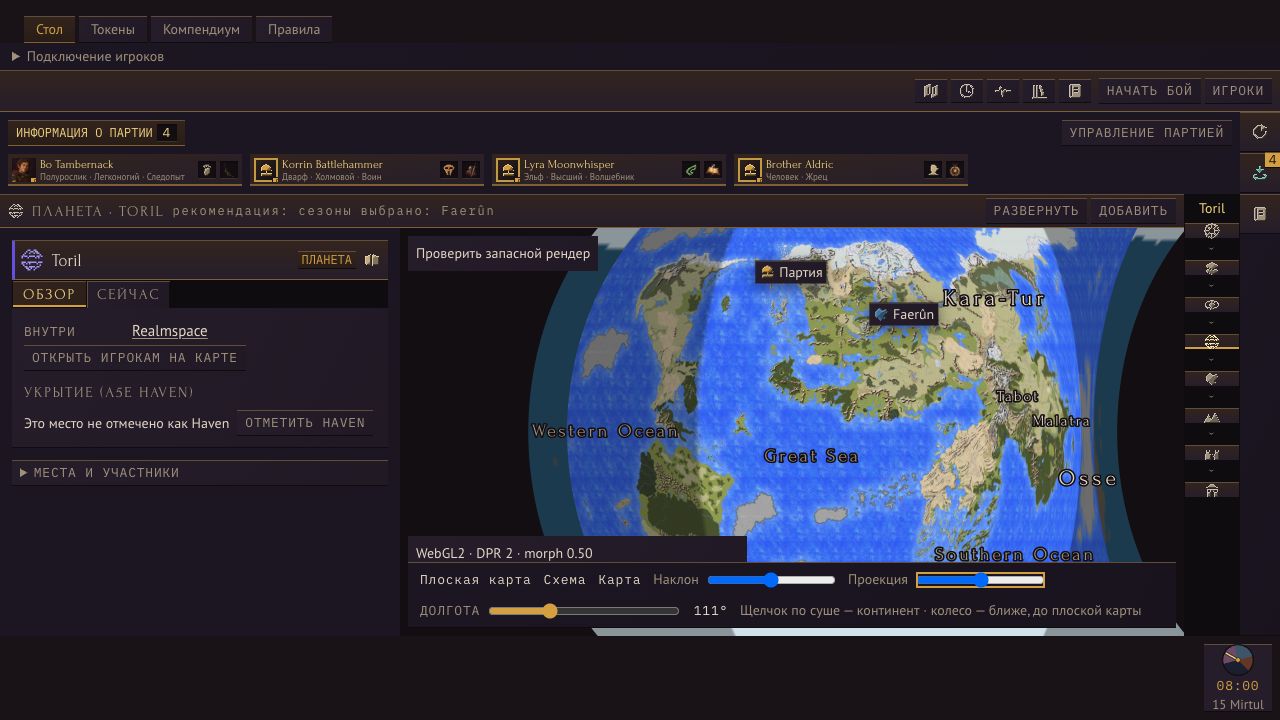 Стол Токены Компендиум Правила
Подключение игроков
НАЧАТЬ БОЙ ИГРОКИ
ИНФОРМАЦИЯ О ПАРТИИ 4
УПРАВЛЕНИЕ ПАРТИЕЙ
4
Bo Tambernack
Полурослик · Легконогий · Следопыт
Korrin Battlehammer
Дварф · Холмовой · Воин
Lyra Moonwhisper
Эльф · Высший · Волшебник
Brother Aldric
Человек · Жрец
ПЛАНЕТА · TORIL рекомендация: сезоны выбрано: Faerûn
РАЗВЕРНУТЬ ДОБАВИТЬ
Toril
Toril
ПЛАНЕТА
ОБЗОР СЕЙЧАС
ВНУТРИ Realmspace
ОТКРЫТЬ ИГРОКАМ НА КАРТЕ
УКРЫТИЕ (A5E HAVEN)
Это место не отмечено как Haven ОТМЕТИТЬ HAVEN
МЕСТА И УЧАСТНИКИ
Проверить запасной рендер
Партия
Kara-Tur
Faerûn
Tabot
Malatra
Western Ocean
Great Sea
Osse
Southern Ocean
WebGL2 · DPR 2 · morph 0.50
Плоская карта Схема Карта Наклон Проекция
ДОЛГОТА 111° Щелчок по суше — континент · колесо — ближе, до плоской карты
08:00
15 Mirtul